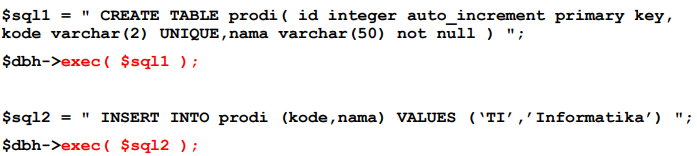 $sql1 = " CREATE TABLE prodi( id integer auto_increment primary key,
kode varchar(2) UNIQUE,nama varchar(50) not null ) ";
$dbh->exec( $sql1 );
$sql2 = " INSERT INTO prodi (kode,nama) VALUES (‘TI’,’Informatika’) ";
$dbh->exec( $sql2 );